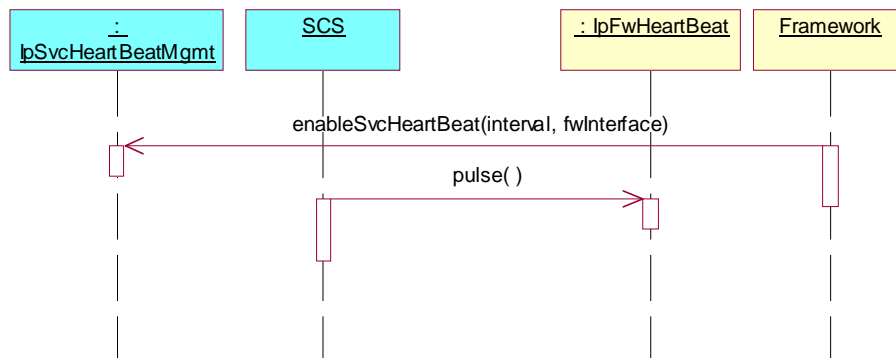 :
IpSvcHeartBeatMgmt
SCS
: IpFwHeartBeat
Framework
enableSvcHeartBeat(interval, fwInterface)
pulse( )